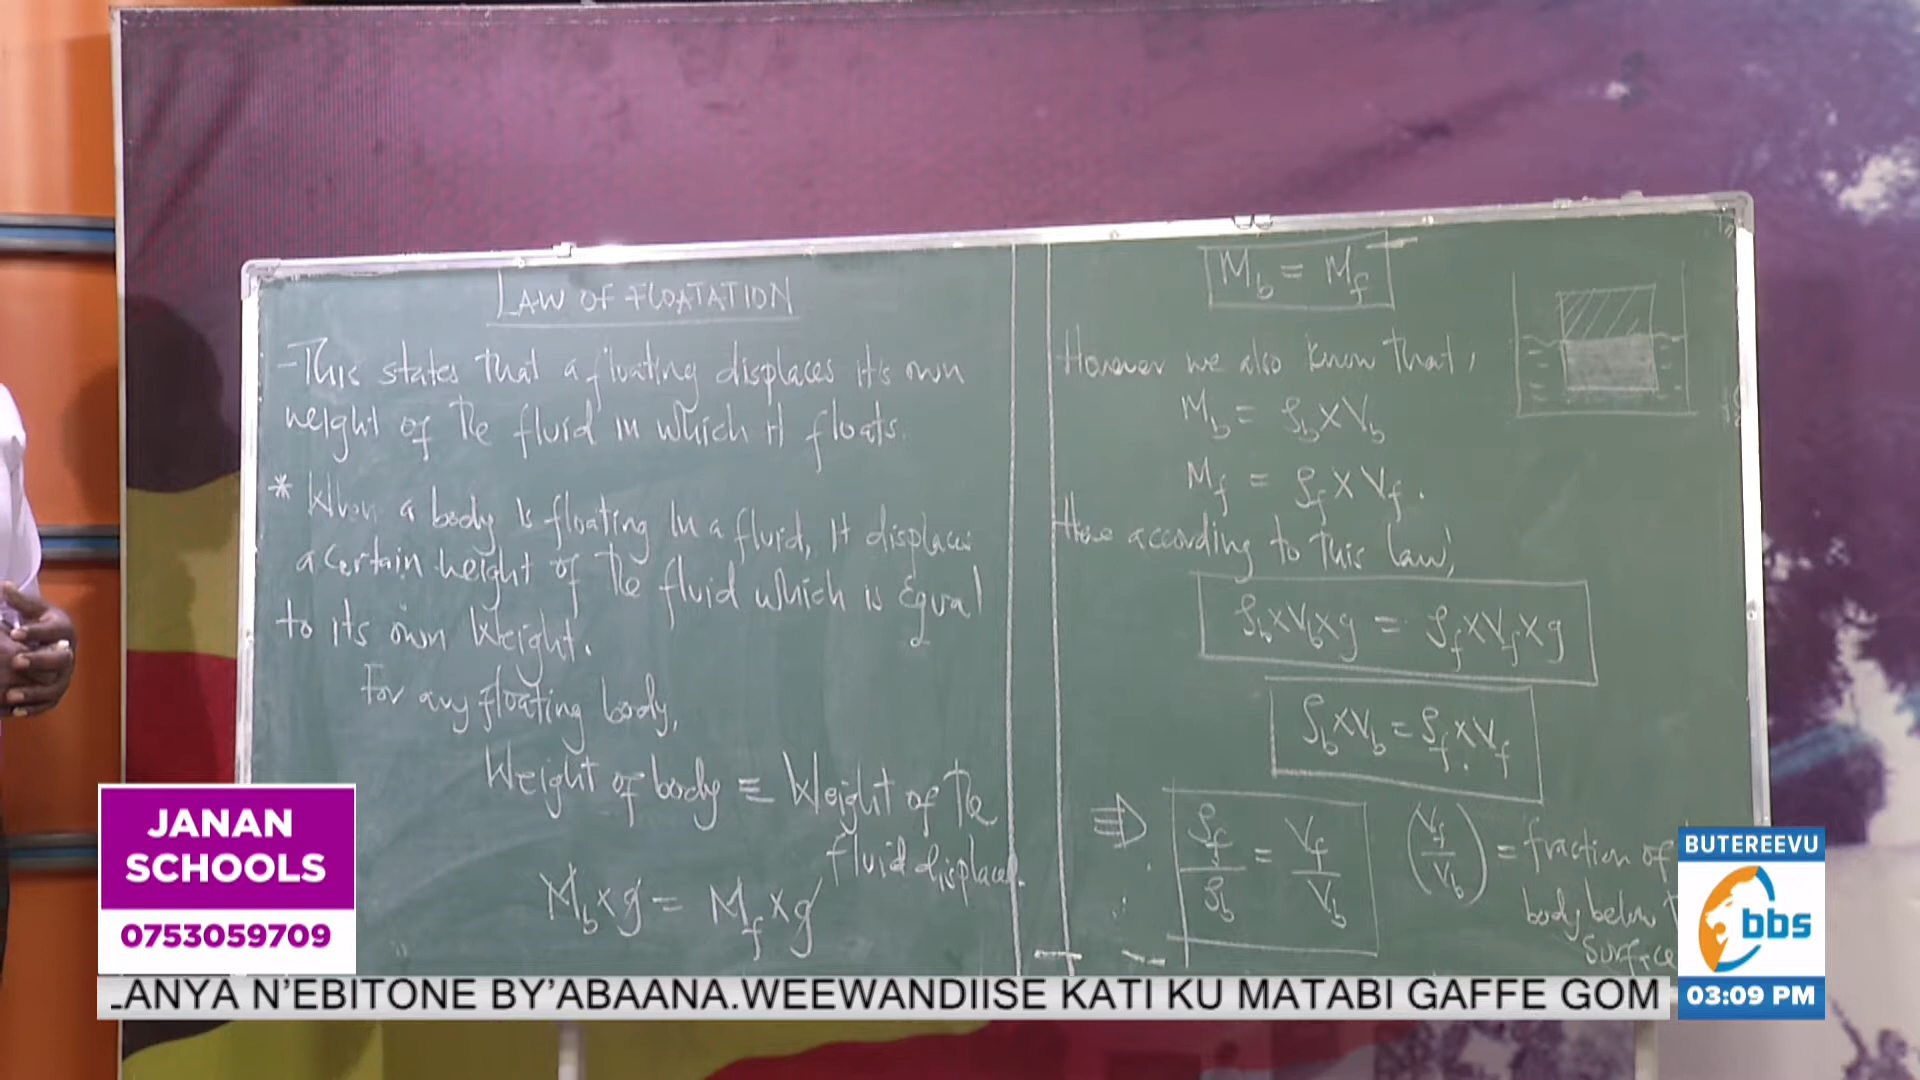 LAW OF FLOATATION
-This states that a floating displaces it's own
weight of the fluid in which it floats.
* When a body is floating in a fluid, it displaces
a certain weight of the fluid which is equal
to its own weight.
For any floating body,
Weight of body = Weight of the
fluid displaced.
Mb x g = Mf x g
Mb = Mf
However we also know that,
Mb = ρb x Vb
Mf = ρf x Vf.
according to this law,
ρb x Vb x g = ρf x Vf x g
ρb x Vb = ρf x Vf
⇒ ρf/ρb = Vf/Vb (Vf/Vb) = fraction of
body below
surface
JANAN
SCHOOLS
0753059709
BUTEREEVU
bbs
03:09 PM
LANYA N'EBITONE BY'ABAANA.WEEWANDIISE KATI KU MATABI GAFFE GOM